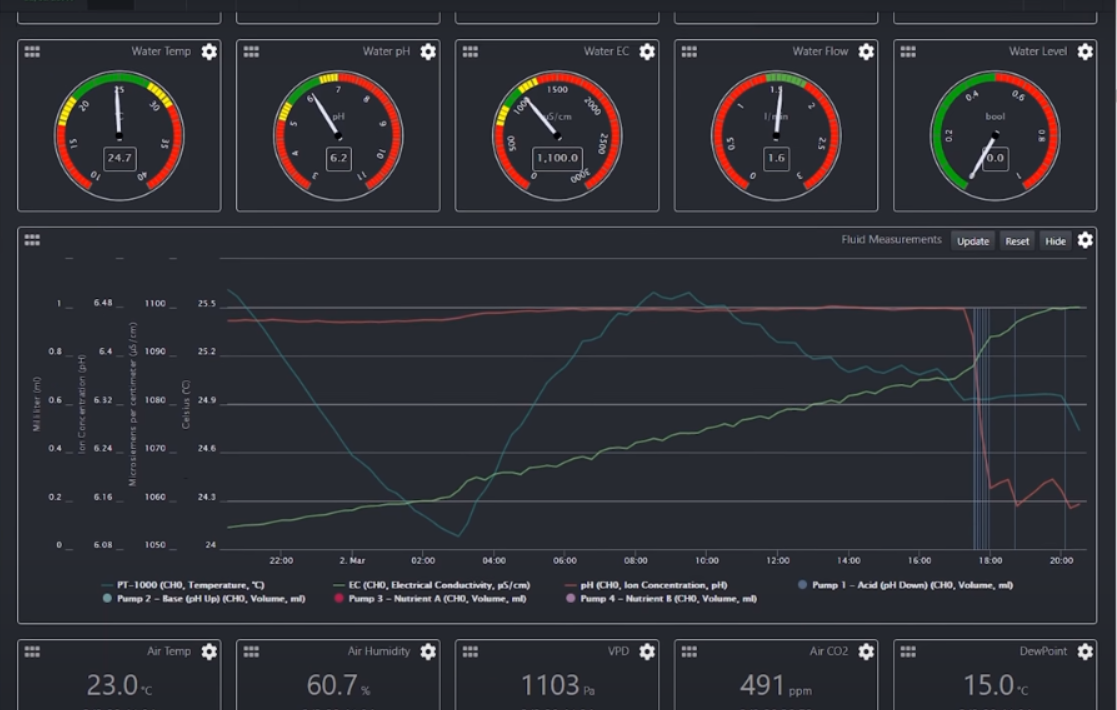 Water Temp
Water pH
Water EC
Water Flow
Water Level
10 15 20 25 30 40
24.7
3 4 5 6 7 8 9 10 11
pH
6.2
0 500 1000 1500 2000 2500 3000
µS/cm
1,100.0
0 0.5 1 1.5 2 2.5 3
l/min
1.6
0 0.2 0.4 0.6 0.8 1
bool
0.0
Fluid Measurements
Update
Reset
Hide
1 6.48 1100 25.5
0.8 6.4 1090 25.2
0.6 6.32 1080 24.9
0.4 6.24 1070 24.6
0.2 6.16 1060 24.3
0 6.08 1050 24
Milliliter (ml)
Ion Concentration (pH)
Microsiemens per centimeter (µS/cm)
Celsius (°C)
22:00 2. Mar 02:00 04:00 06:00 08:00 10:00 12:00 14:00 16:00 18:00 20:00
PT-1000 (CH0, Temperature, °C)
EC (CH0, Electrical Conductivity, µS/cm)
pH (CH0, Ion Concentration, pH)
Pump 1 - Acid (pH Down) (CH0, Volume, ml)
Pump 2 - Base (pH Up) (CH0, Volume, ml)
Pump 3 - Nutrient A (CH0, Volume, ml)
Pump 4 - Nutrient B (CH0, Volume, ml)
Air Temp
Air Humidity
VPD
Air CO2
DewPoint
23.0 °C
60.7 %
1103 Pa
491 ppm
15.0 °C